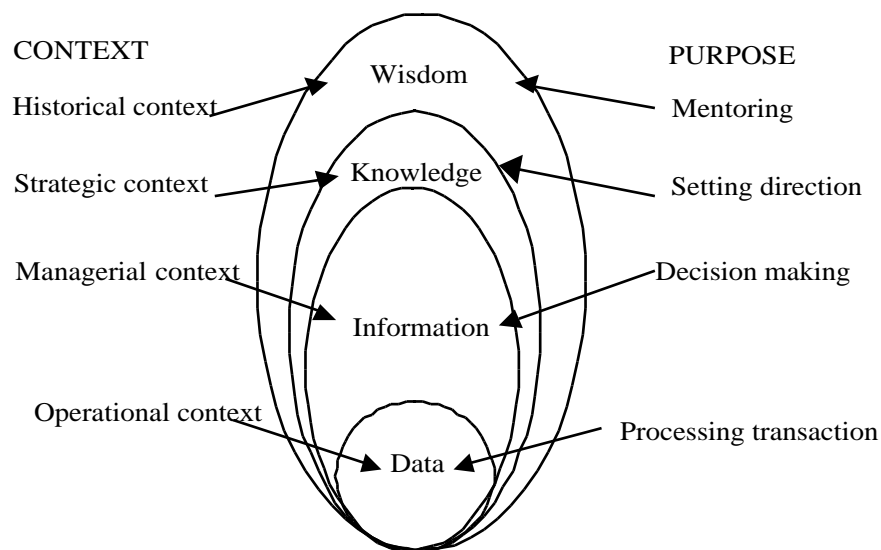 CONTEXT
PURPOSE
Wisdom
Historical context
Mentoring
Strategic context
Knowledge
Setting direction
Managerial context
Decision making
Information
Operational context
Processing transaction
Data